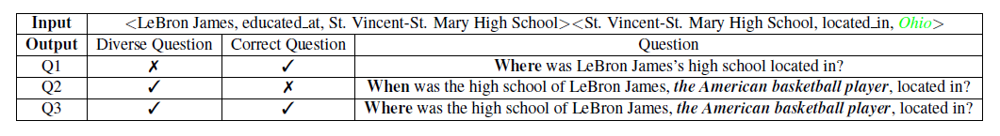 Input <LeBron James, educated_at, St. Vincent-St. Mary High School><St. Vincent-St. Mary High School, located_in, Ohio>
Output Diverse Question Correct Question Question
Q1 ✗ ✓ Where was LeBron James's high school located in?
Q2 ✓ ✗ When was the high school of LeBron James, the American basketball player, located in?
Q3 ✓ ✓ Where was the high school of LeBron James, the American basketball player, located in?